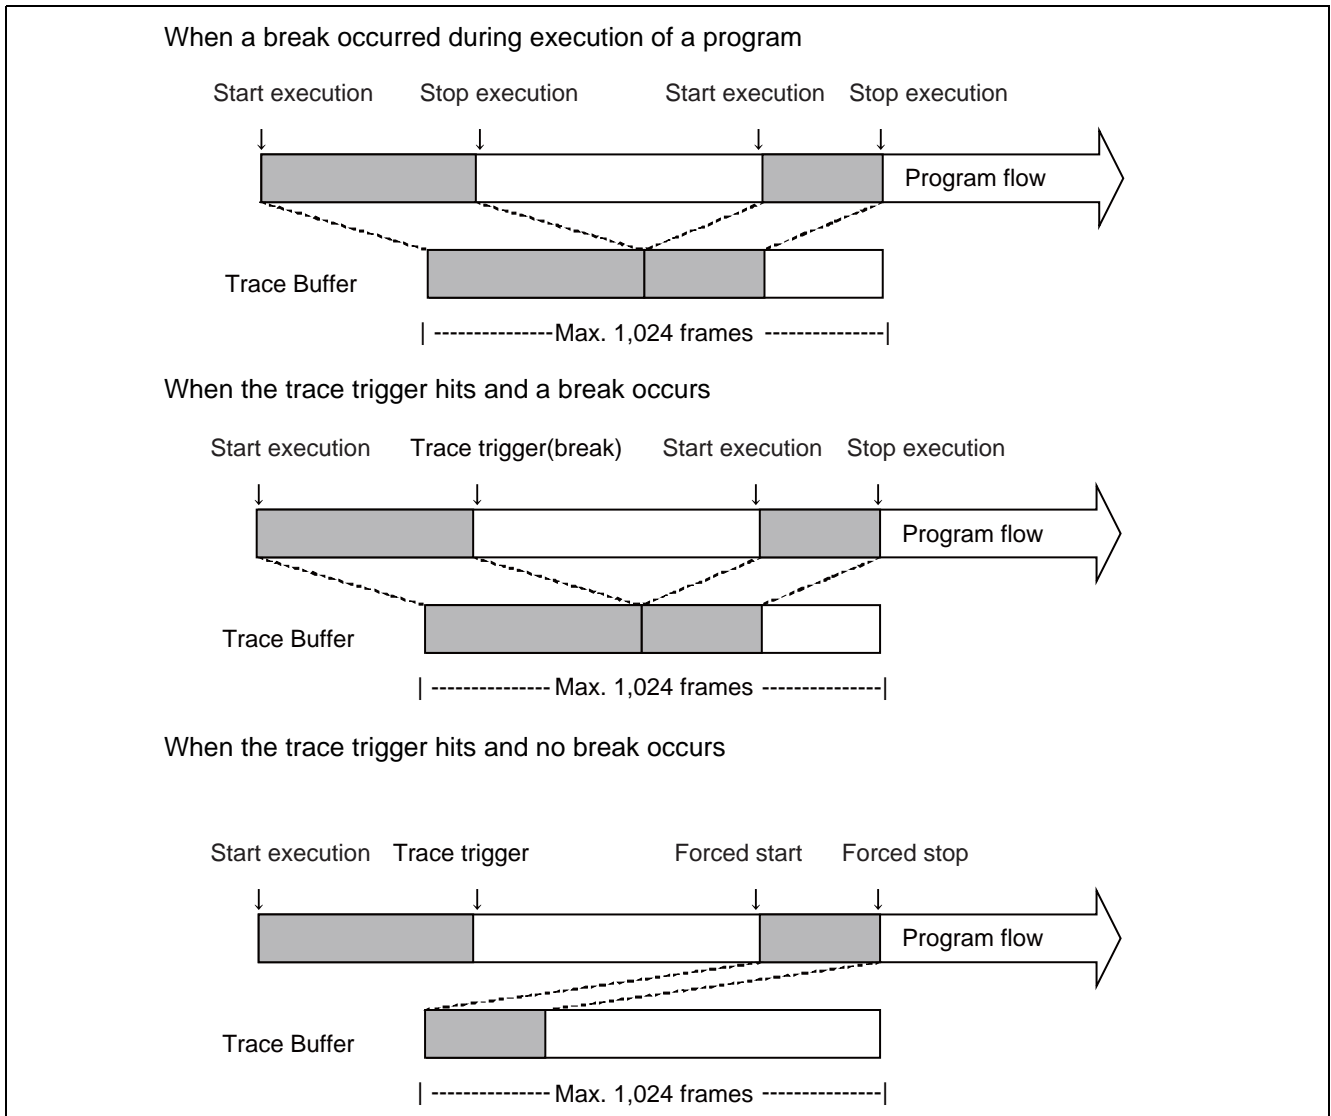 When a break occurred during execution of a program
Start execution Stop execution Start execution Stop execution
Program flow
Trace Buffer
| --------------Max. 1,024 frames --------------|
When the trace trigger hits and a break occurs
Start execution Trace trigger(break) Start execution Stop execution
Program flow
Trace Buffer
| -------------- Max. 1,024 frames --------------|
When the trace trigger hits and no break occurs
Start execution Trace trigger Forced start Forced stop
Program flow
Trace Buffer
| -------------- Max. 1,024 frames --------------|